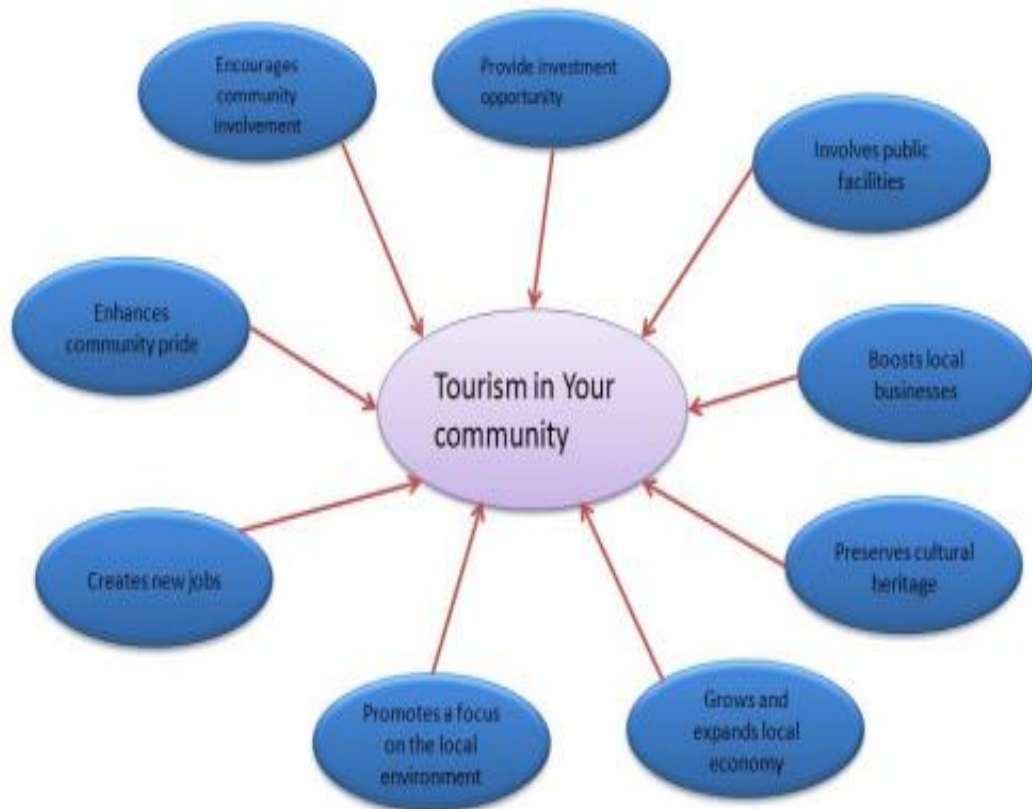 Encourages
community
involvement
Provide investment
opportunity
Involves public
facilities
Enhances
community pride
Tourism in Your
community
Boosts local
businesses
Creates new jobs
Preserves cultural
heritage
Promotes a focus
on the local
environment
Grows and
expands local
economy